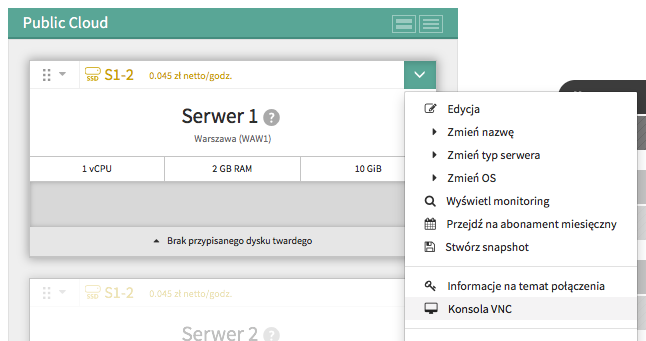 Public Cloud
SSD S1-2 0.045 zł netto/godz.
Serwer 1 ?
Warszawa (WAW1)
1 vCPU 2 GB RAM 10 GiB
Brak przypisanego dysku twardego
SSD S1-2 0.045 zł netto/godz.
Serwer 2 ?
Edycja
Zmień nazwę
Zmień typ serwera
Zmień OS
Wyświetl monitoring
Przejdź na abonament miesięczny
Stwórz snapshot
Informacje na temat połączenia
Konsola VNC